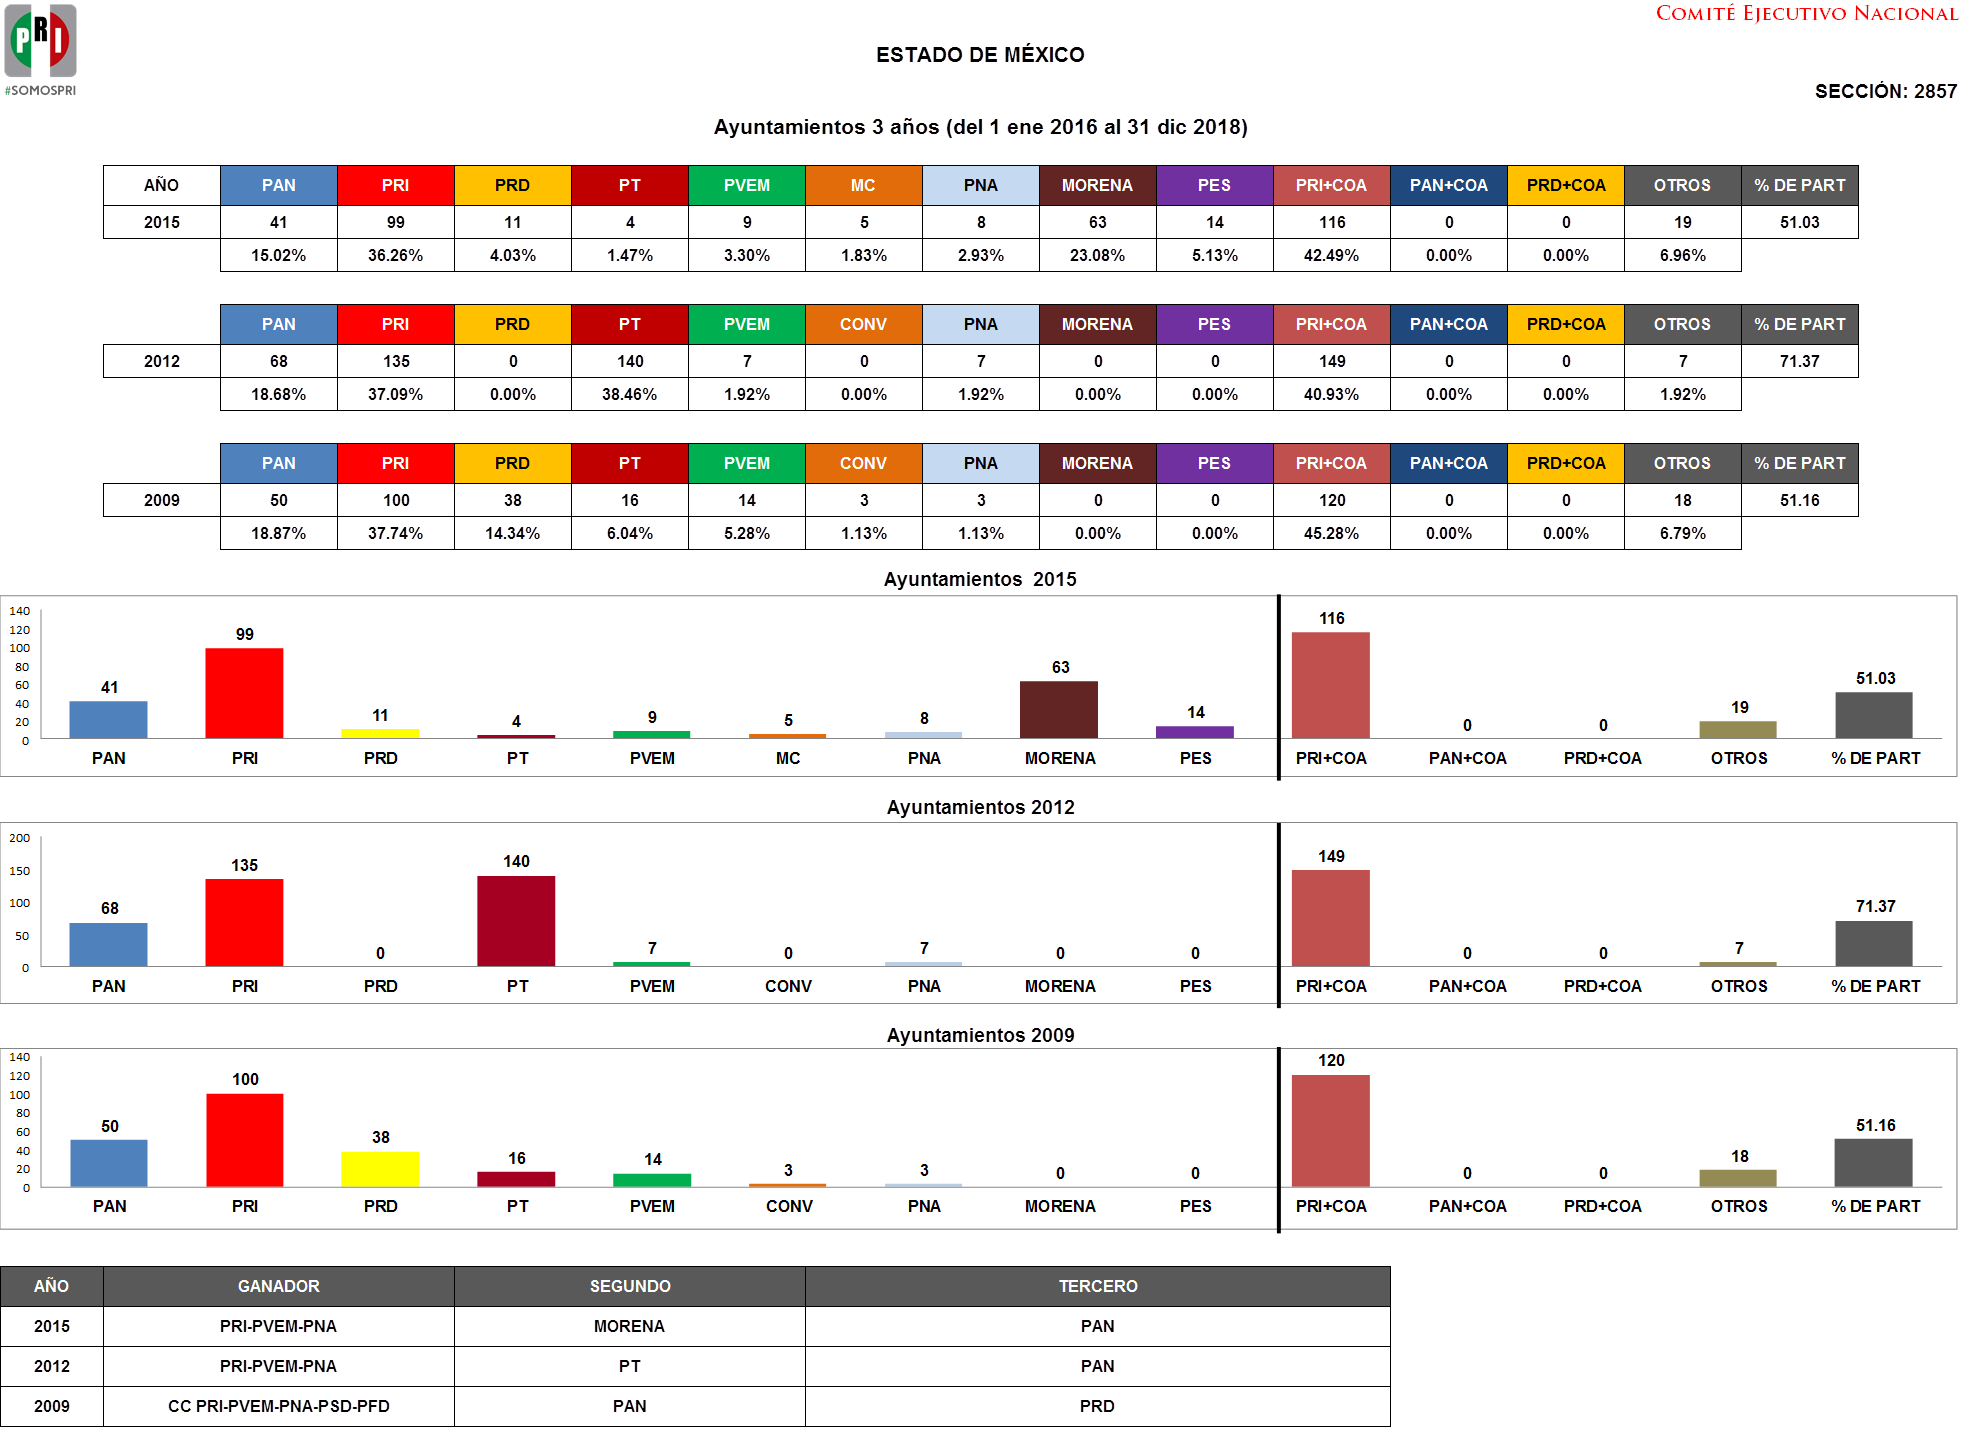 PRI
#SOMOSPRI
COMITÉ EJECUTIVO NACIONAL
ESTADO DE MÉXICO
SECCIÓN: 2857
Ayuntamientos 3 años (del 1 ene 2016 al 31 dic 2018)
AÑO PAN PRI PRD PT PVEM MC PNA MORENA PES PRI+COA PAN+COA PRD+COA OTROS % DE PART
2015 41 99 11 4 9 5 8 63 14 116 0 0 19 51.03
15.02% 36.26% 4.03% 1.47% 3.30% 1.83% 2.93% 23.08% 5.13% 42.49% 0.00% 0.00% 6.96%
PAN PRI PRD PT PVEM CONV PNA MORENA PES PRI+COA PAN+COA PRD+COA OTROS % DE PART
2012 68 135 0 140 7 0 7 0 0 149 0 0 7 71.37
18.68% 37.09% 0.00% 38.46% 1.92% 0.00% 1.92% 0.00% 0.00% 40.93% 0.00% 0.00% 1.92%
PAN PRI PRD PT PVEM CONV PNA MORENA PES PRI+COA PAN+COA PRD+COA OTROS % DE PART
2009 50 100 38 16 14 3 3 0 0 120 0 0 18 51.16
18.87% 37.74% 14.34% 6.04% 5.28% 1.13% 1.13% 0.00% 0.00% 45.28% 0.00% 0.00% 6.79%
Ayuntamientos 2015
140
120
100
80
60
40
20
0
41 99 11 4 9 5 8 63 14 116 0 0 19 51.03
PAN PRI PRD PT PVEM MC PNA MORENA PES PRI+COA PAN+COA PRD+COA OTROS % DE PART
Ayuntamientos 2012
200
150
100
50
0
68 135 0 140 7 0 7 0 0 149 0 0 7 71.37
PAN PRI PRD PT PVEM CONV PNA MORENA PES PRI+COA PAN+COA PRD+COA OTROS % DE PART
Ayuntamientos 2009
140
120
100
80
60
40
20
0
50 100 38 16 14 3 3 0 0 120 0 0 18 51.16
PAN PRI PRD PT PVEM CONV PNA MORENA PES PRI+COA PAN+COA PRD+COA OTROS % DE PART
AÑO GANADOR SEGUNDO TERCERO
2015 PRI-PVEM-PNA MORENA PAN
2012 PRI-PVEM-PNA PT PAN
2009 CC PRI-PVEM-PNA-PSD-PFD PAN PRD